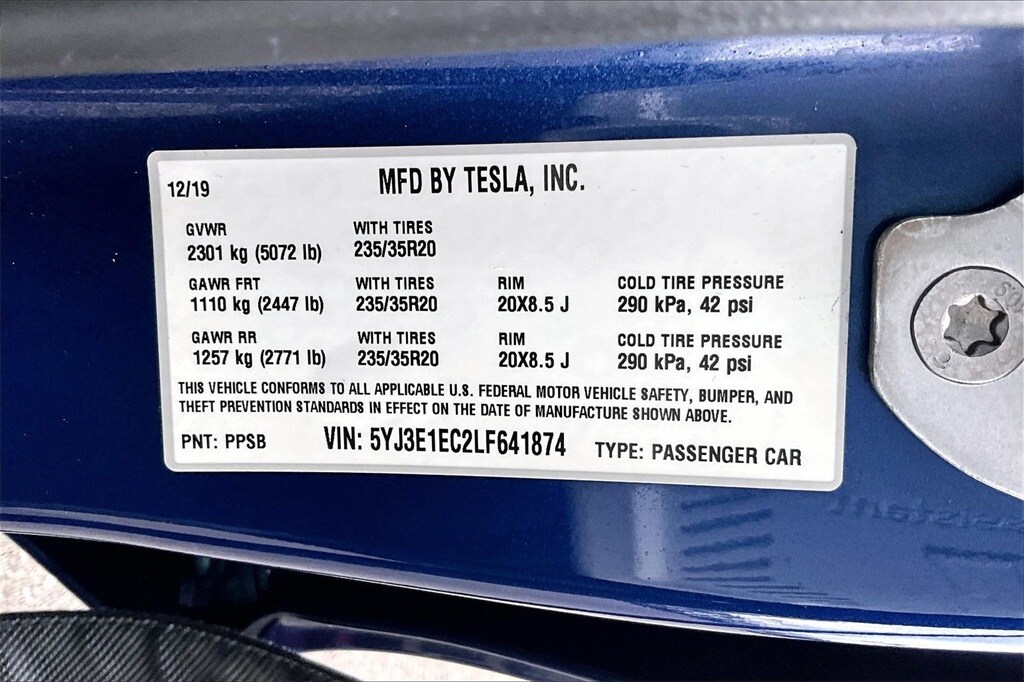 12/19 MFD BY TESLA, INC.
GVWR WITH TIRES
2301 kg (5072 lb) 235/35R20
GAWR FRT WITH TIRES RIM COLD TIRE PRESSURE
1110 kg (2447 lb) 235/35R20 20X8.5 J 290 kPa, 42 psi
GAWR RR WITH TIRES RIM COLD TIRE PRESSURE
1257 kg (2771 lb) 235/35R20 20X8.5 J 290 kPa, 42 psi
THIS VEHICLE CONFORMS TO ALL APPLICABLE U.S. FEDERAL MOTOR VEHICLE SAFETY, BUMPER, AND
THEFT PREVENTION STANDARDS IN EFFECT ON THE DATE OF MANUFACTURE SHOWN ABOVE.
PNT: PPSB VIN: 5YJ3E1EC2LF641874 TYPE: PASSENGER CAR